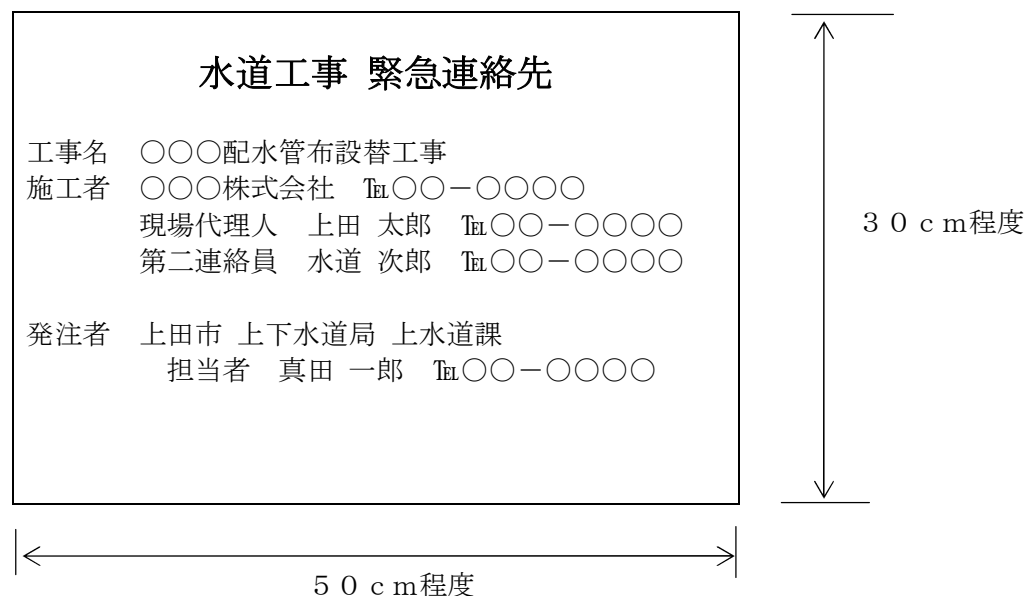 水道工事 緊急連絡先
工事名 ○○○配水管布設替工事
施工者 ○○○株式会社 ℡○○－○○○○
現場代理人 上田 太郎 ℡○○－○○○○
第二連絡員 水道 次郎 ℡○○－○○○○
発注者 上田市 上下水道局 上水道課
担当者 真田 一郎 ℡○○－○○○○
３０ｃｍ程度
５０ｃｍ程度